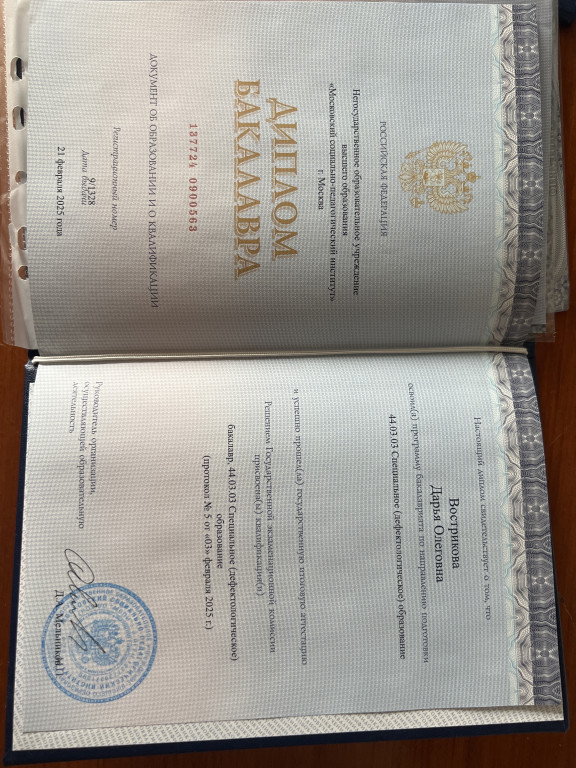 РОССИЙСКАЯ ФЕДЕРАЦИЯ
Негосударственное образовательное учреждение
высшего образования
«Московский социально-педагогический институт»
г. Москва
ДИПЛОМ
БАКАЛАВРА
137724 0900563
ДОКУМЕНТ ОБ ОБРАЗОВАНИИ И О КВАЛИФИКАЦИИ
Регистрационный номер
9/1328
Дата выдачи
21 февраля 2025 года
Настоящий диплом свидетельствует о том, что
Вострикова
Дарья Олеговна
освоил(а) программу бакалавриата по направлению подготовки
44.03.03 Специальное (дефектологическое) образование
и успешно прошел(ла) государственную итоговую аттестацию
Решением Государственной экзаменационной комиссии
присвоена(ы) квалификация(и)
бакалавр, 44.03.03 Специальное (дефектологическое)
образование
(протокол № 5 от «03» февраля 2025 г.)
Руководитель организации,
осуществляющей образовательную
деятельность
Мельников